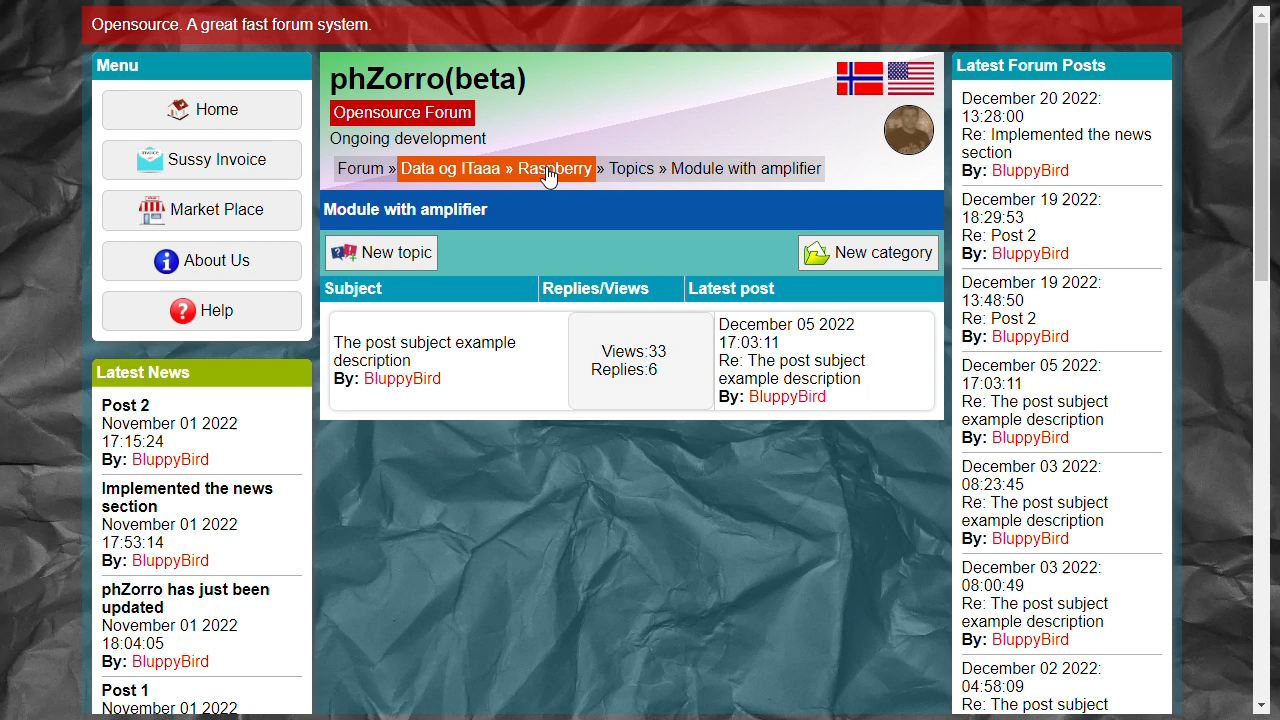 Opensource. A great fast forum system.
Menu
Home
Sussy Invoice
Market Place
About Us
Help
Latest News
Post 2
November 01 2022
17:15:24
By: BluppyBird
Implemented the news
section
November 01 2022
17:53:14
By: BluppyBird
phZorro has just been
updated
November 01 2022
18:04:05
By: BluppyBird
Post 1
November 01 2022
phZorro(beta)
Opensource Forum
Ongoing development
Forum » Data og ITaaa » Raspberry » Topics » Module with amplifier
Module with amplifier
New topic
New category
Subject
Replies/Views
Latest post
The post subject example
description
By: BluppyBird
Views:33
Replies:6
December 05 2022
17:03:11
Re: The post subject
example description
By: BluppyBird
Latest Forum Posts
December 20 2022:
13:28:00
Re: Implemented the news
section
By: BluppyBird
December 19 2022:
18:29:53
Re: Post 2
By: BluppyBird
December 19 2022:
13:48:50
Re: Post 2
By: BluppyBird
December 05 2022:
17:03:11
Re: The post subject
example description
By: BluppyBird
December 03 2022:
08:23:45
Re: The post subject
example description
By: BluppyBird
December 03 2022:
08:00:49
Re: The post subject
example description
By: BluppyBird
December 02 2022:
04:58:09
Re: The post subject